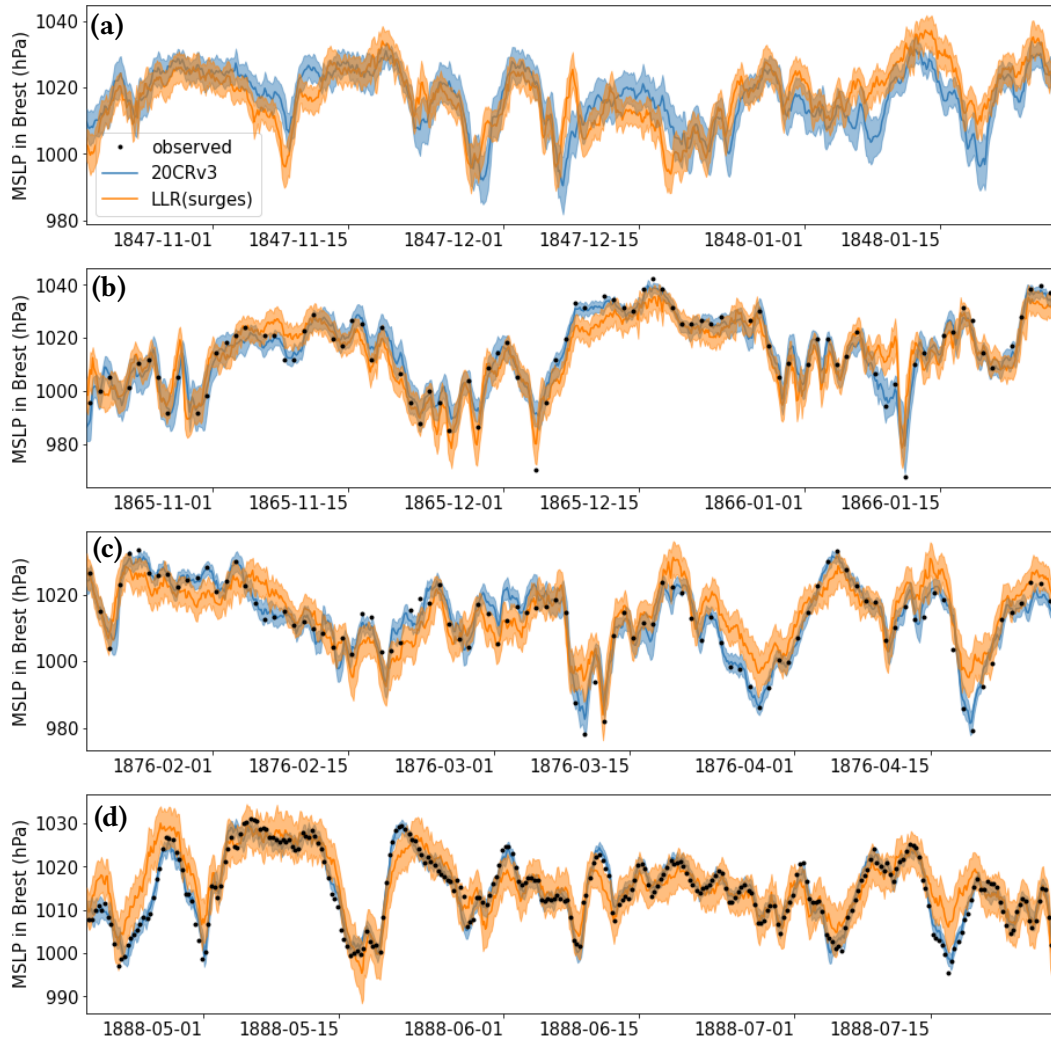 (a)
MSLP in Brest (hPa)
1040
1020
1000
980
observed
20CRv3
LLR(surges)
1847-11-01 1847-11-15 1847-12-01 1847-12-15 1848-01-01 1848-01-15
(b)
MSLP in Brest (hPa)
1040
1020
1000
980
1865-11-01 1865-11-15 1865-12-01 1865-12-15 1866-01-01 1866-01-15
(c)
MSLP in Brest (hPa)
1020
1000
980
1876-02-01 1876-02-15 1876-03-01 1876-03-15 1876-04-01 1876-04-15
(d)
MSLP in Brest (hPa)
1030
1020
1010
1000
990
1888-05-01 1888-05-15 1888-06-01 1888-06-15 1888-07-01 1888-07-15